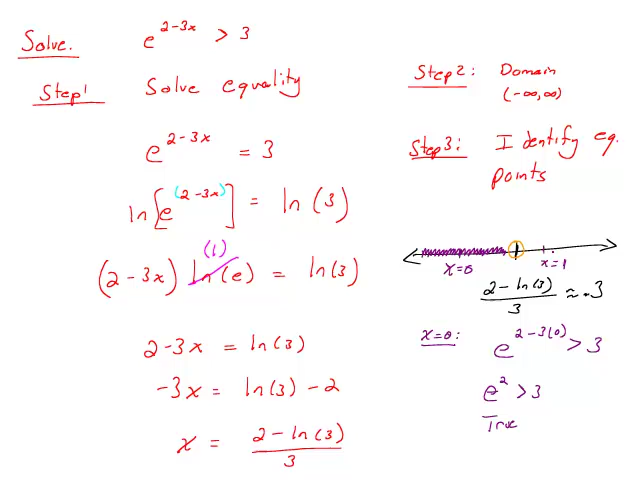 Solve. e^(2-3x) > 3
Step 1 Solve equality
e^(2-3x) = 3
ln[e^(2-3x)] = ln(3)
(1)
(2-3x) ln(e) = ln(3)
2-3x = ln(3)
-3x = ln(3) - 2
x = (2 - ln(3))/3
Step 2: Domain
(-∞,∞)
Step 3: Identify eq.
points
x=0 x=1
(2 - ln(3))/3 ≈ .3
x=0: e^(2-3(0)) > 3
e^2 > 3
True